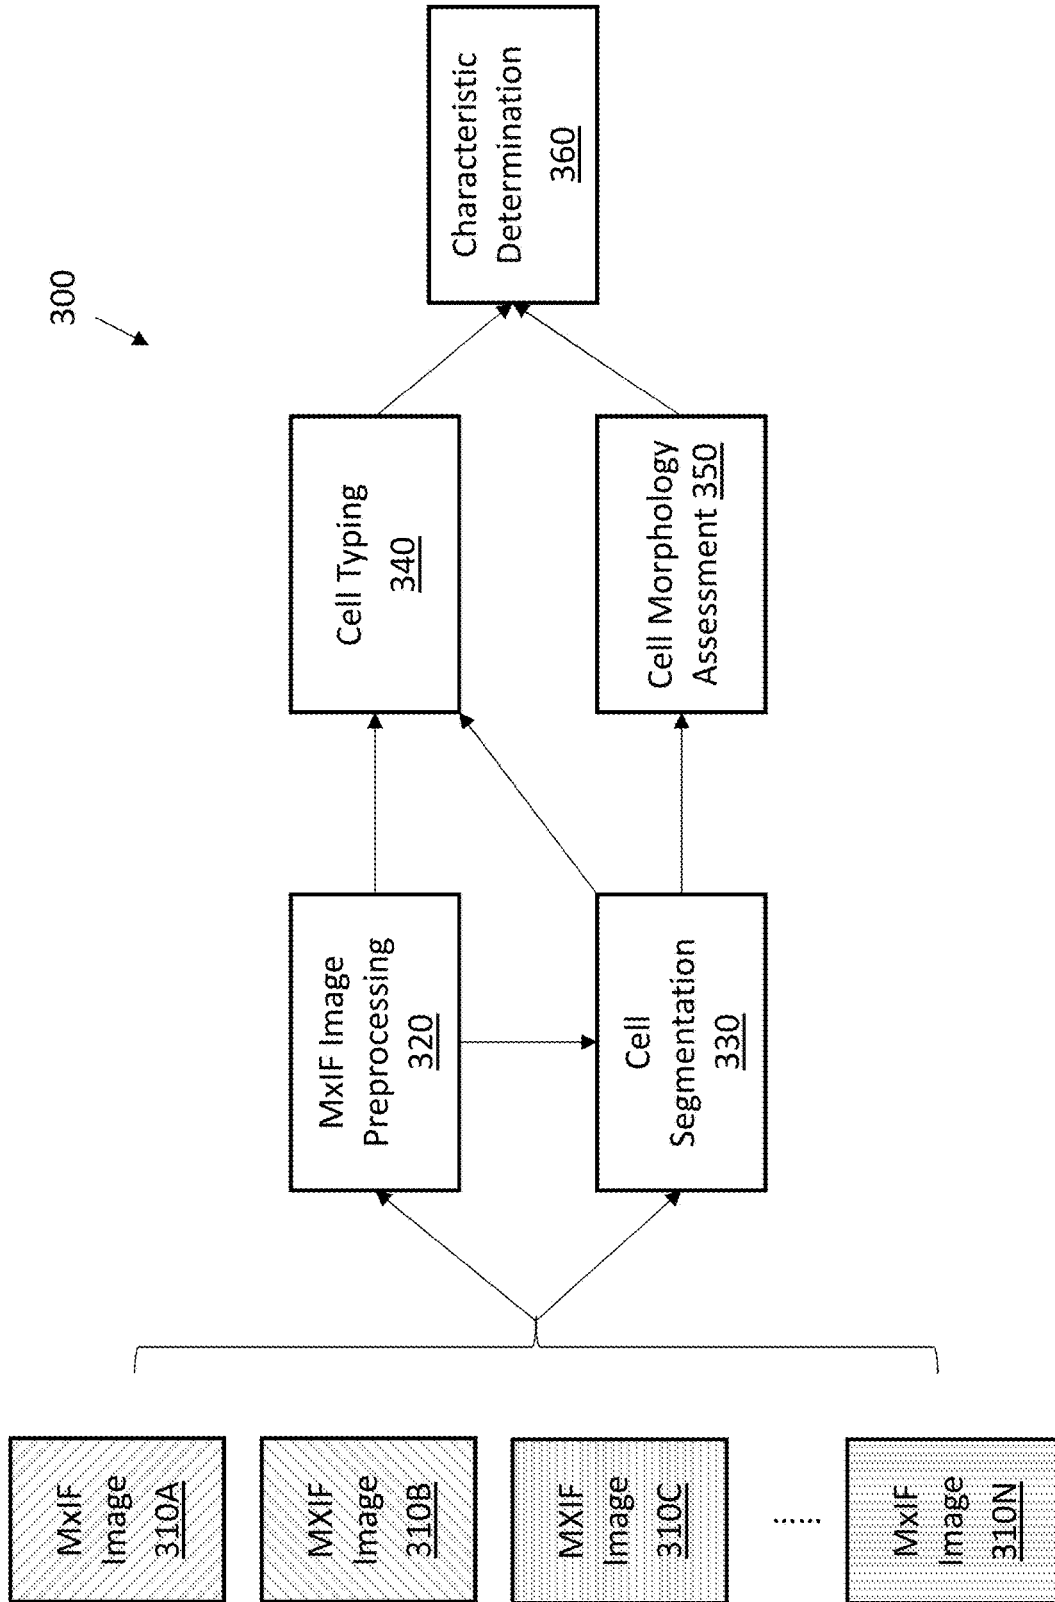 300
MxIF
Image
310A
MXIF
Image
310B
MXIF
Image
310C
......
MxIF
Image
310N
MxIF Image
Preprocessing
320
Cell
Segmentation
330
Cell Typing
340
Cell Morphology
Assessment 350
Characteristic
Determination
360